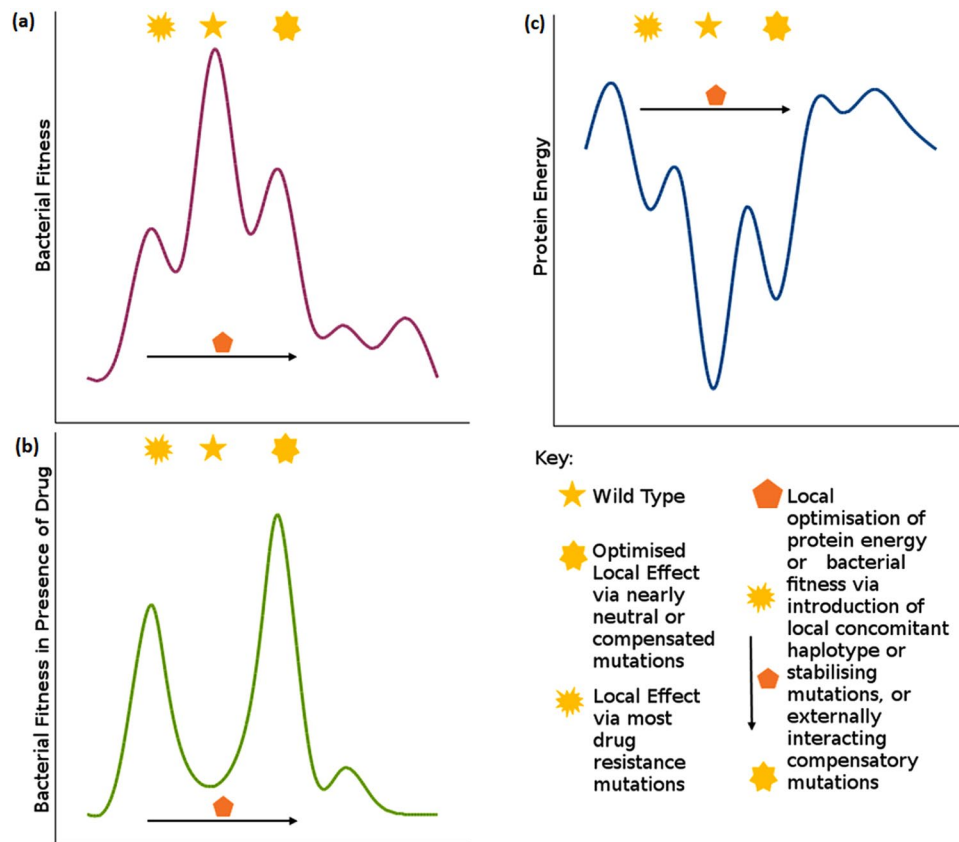 (a)
Bacterial Fitness
(b)
Bacterial Fitness in Presence of Drug
(c)
Protein Energy
Key:
Wild Type
Optimised
Local Effect
via nearly
neutral or
compensated
mutations
Local Effect
via most
drug
resistance
mutations
Local
optimisation of
protein energy
or bacterial
fitness via
introduction of
local concomitant
haplotype or
stabilising
mutations, or
externally
interacting
compensatory
mutations